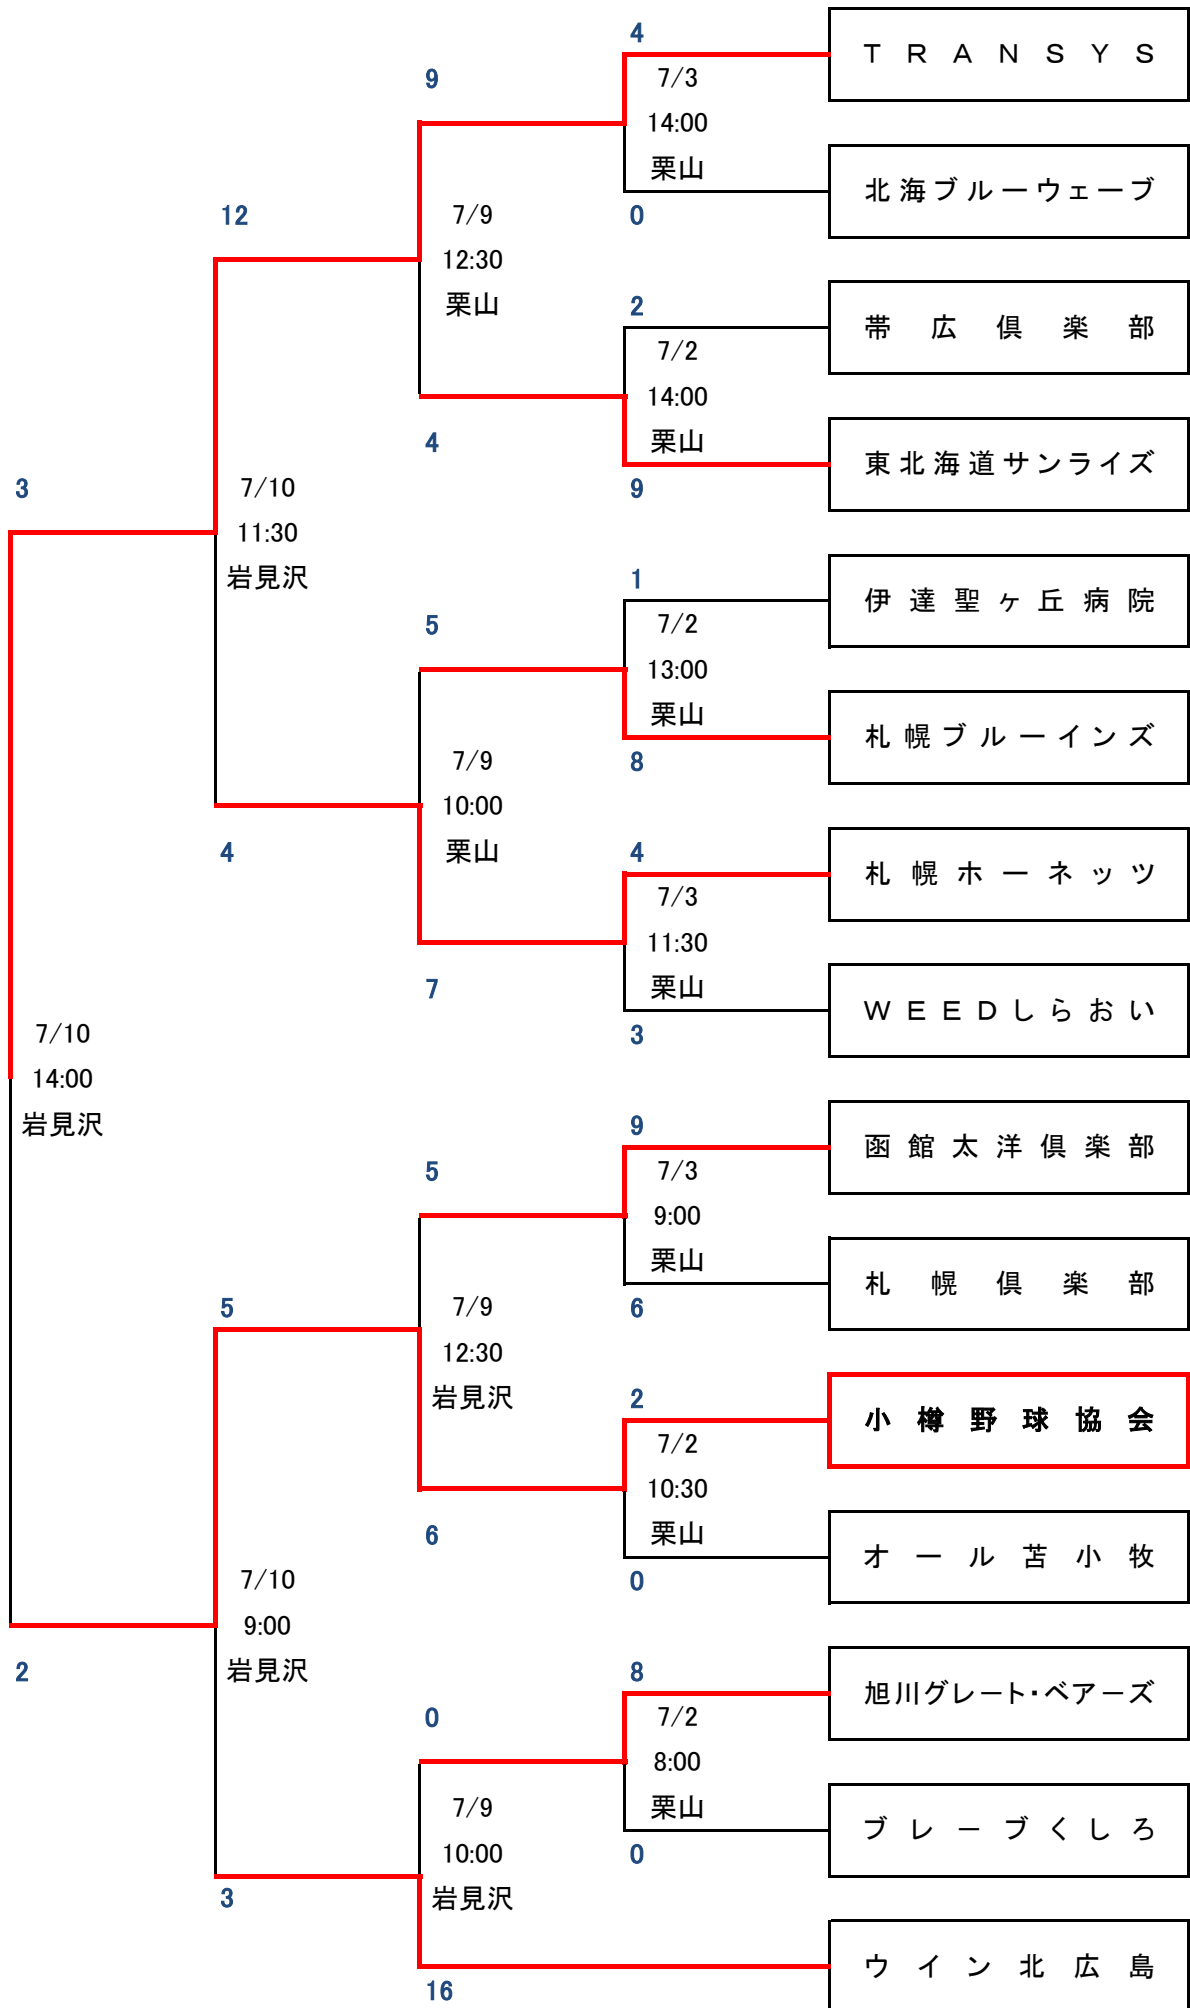 4
ＴＲＡＮＳＹＳ
7/3
9
14:00
栗山
北海ブルーウェーブ
12
7/9
0
12:30
栗山
2
帯広倶楽部
7/2
14:00
4
栗山
東北海道サンライズ
3
7/10
9
11:30
岩見沢
1
伊達聖ヶ丘病院
5
7/2
13:00
栗山
札幌ブルーインズ
7/9
8
10:00
4
栗山
4
札幌ホーネッツ
7/3
11:30
7
栗山
ＷＥＥＤしらおい
7/10
3
14:00
岩見沢
9
函館太洋倶楽部
5
7/3
9:00
栗山
札幌倶楽部
5
7/9
6
12:30
岩見沢
2
小樽野球協会
7/2
10:30
6
栗山
オール苫小牧
7/10
0
9:00
2
岩見沢
8
旭川グレート・ベアーズ
0
7/2
8:00
7/9
栗山
ブレーブくしろ
10:00
0
3
岩見沢
ウイン北広島
16